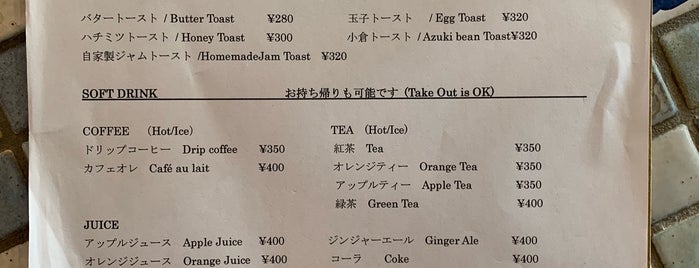 バタートースト / Butter Toast ¥280 玉子トースト / Egg Toast ¥320
ハチミツトースト / Honey Toast ¥300 小倉トースト / Azuki bean Toast¥320
自家製ジャムトースト /HomemadeJam Toast ¥320
SOFT DRINK お持ち帰りも可能です (Take Out is OK)
COFFEE (Hot/Ice) TEA (Hot/Ice)
ドリップコーヒー Drip coffee ¥350 紅茶 Tea ¥350
カフェオレ Café au lait ¥400 オレンジティー Orange Tea ¥350
アップルティー Apple Tea ¥350
緑茶 Green Tea ¥400
JUICE
アップルジュース Apple Juice ¥400 ジンジャーエール Ginger Ale ¥400
オレンジジュース Orange Juice ¥400 コーラ Coke ¥400